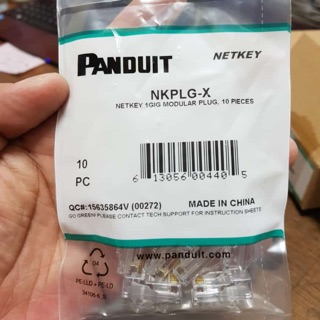 PANDUIT
NETKEY
NKPLG-X
NETKEY 1GIG MODULAR PLUG, 10 PIECES
10
PC
6 13056 00440 5
QC#:15635864V (00272)
MADE IN CHINA
GO GREEN! PLEASE CONTACT TECH SUPPORT FOR INSTRUCTION SHEETS
www.panduit.com
04
PE-LLD + PE-LD